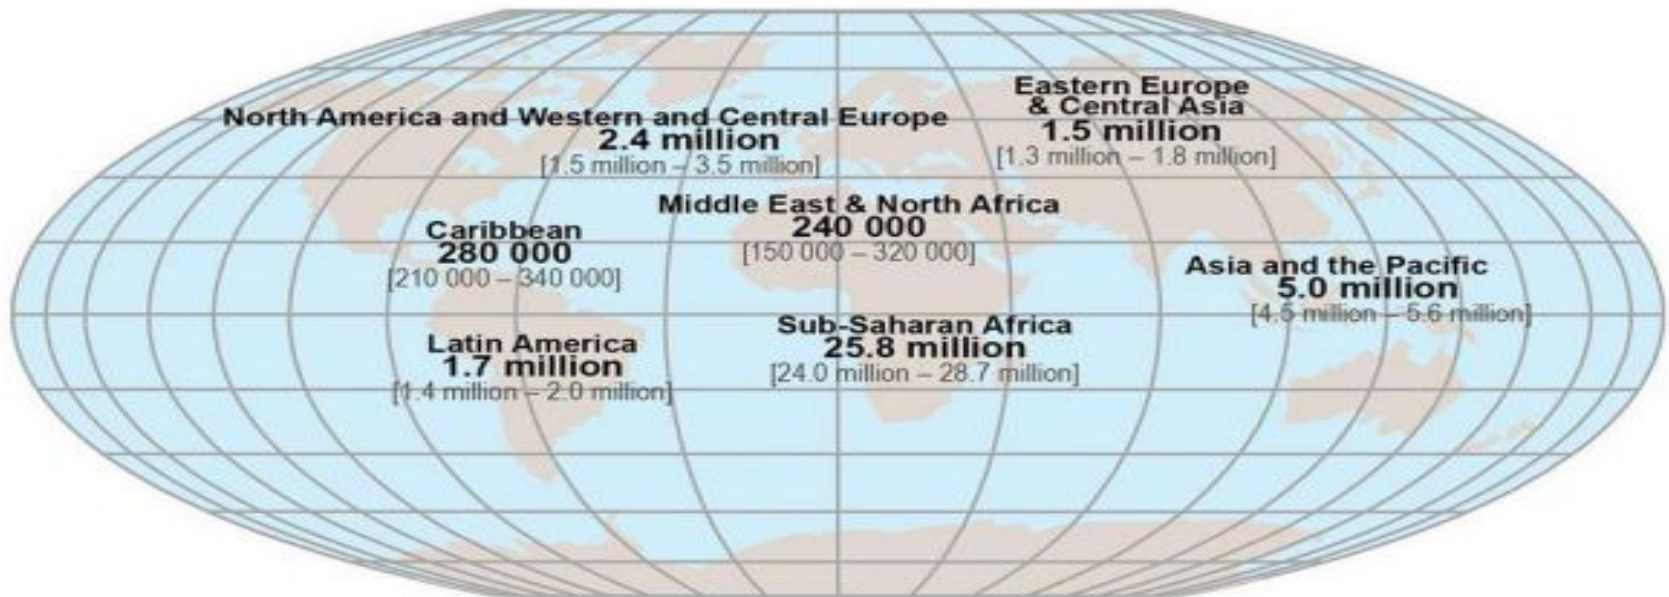 North America and Western and Central Europe
2.4 million
[1.5 million – 3.5 million]
Eastern Europe
& Central Asia
1.5 million
[1.3 million – 1.8 million]
Middle East & North Africa
240 000
[150 000 – 320 000]
Caribbean
280 000
[210 000 – 340 000]
Asia and the Pacific
5.0 million
[4.5 million – 5.6 million]
Latin America
1.7 million
[1.4 million – 2.0 million]
Sub-Saharan Africa
25.8 million
[24.0 million – 28.7 million]